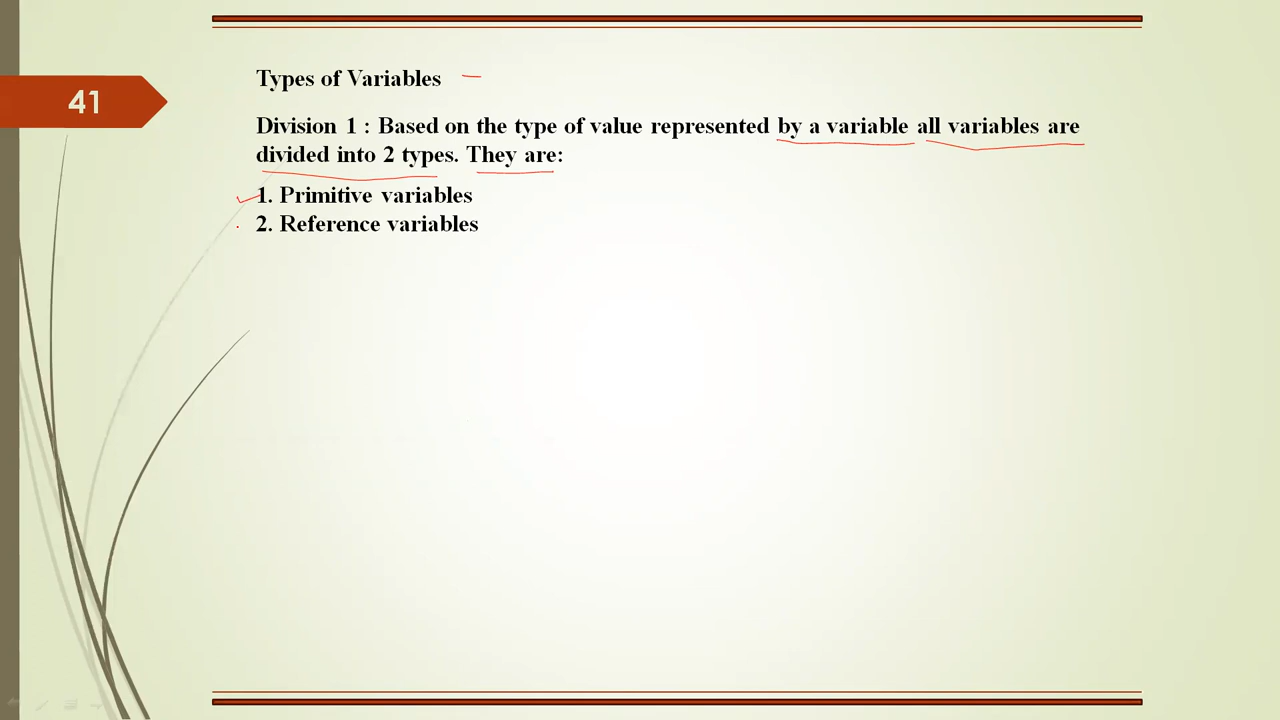 41
Types of Variables
Division 1 : Based on the type of value represented by a variable all variables are
divided into 2 types. They are:
1. Primitive variables
2. Reference variables